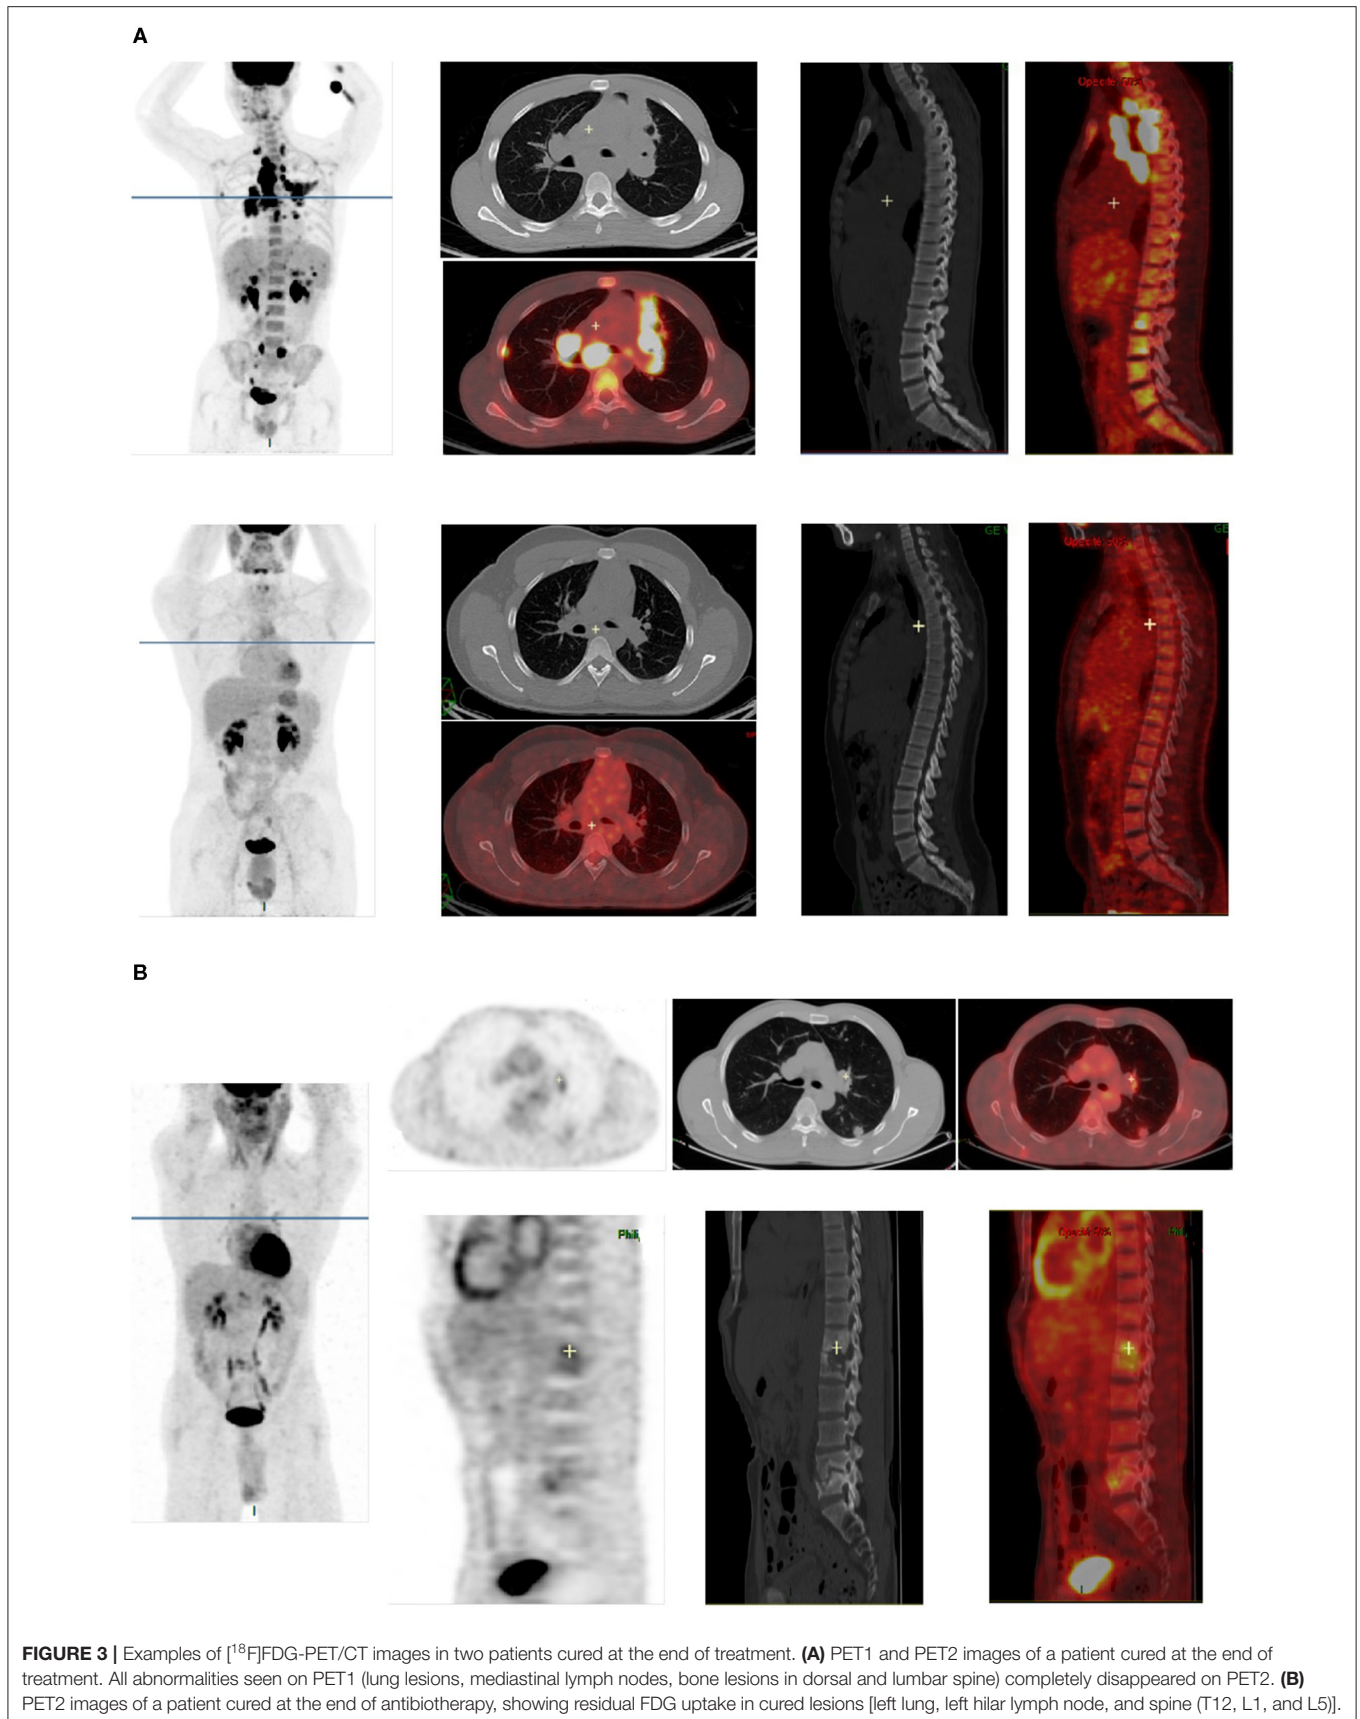 A
GE
B
FIGURE 3 | Examples of [18F]FDG-PET/CT images in two patients cured at the end of treatment. (A) PET1 and PET2 images of a patient cured at the end of
treatment. All abnormalities seen on PET1 (lung lesions, mediastinal lymph nodes, bone lesions in dorsal and lumbar spine) completely disappeared on PET2. (B)
PET2 images of a patient cured at the end of antibiotherapy, showing residual FDG uptake in cured lesions [left lung, left hilar lymph node, and spine (T12, L1, and L5)].